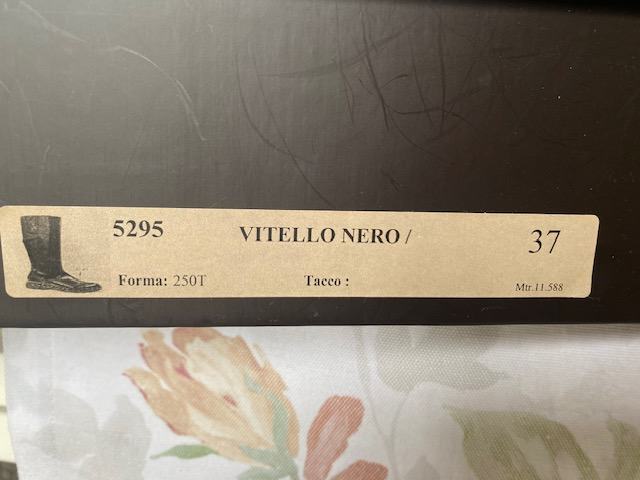 5295 VITELLO NERO / 37
Forma: 250T Tacco : Mtr.11.588